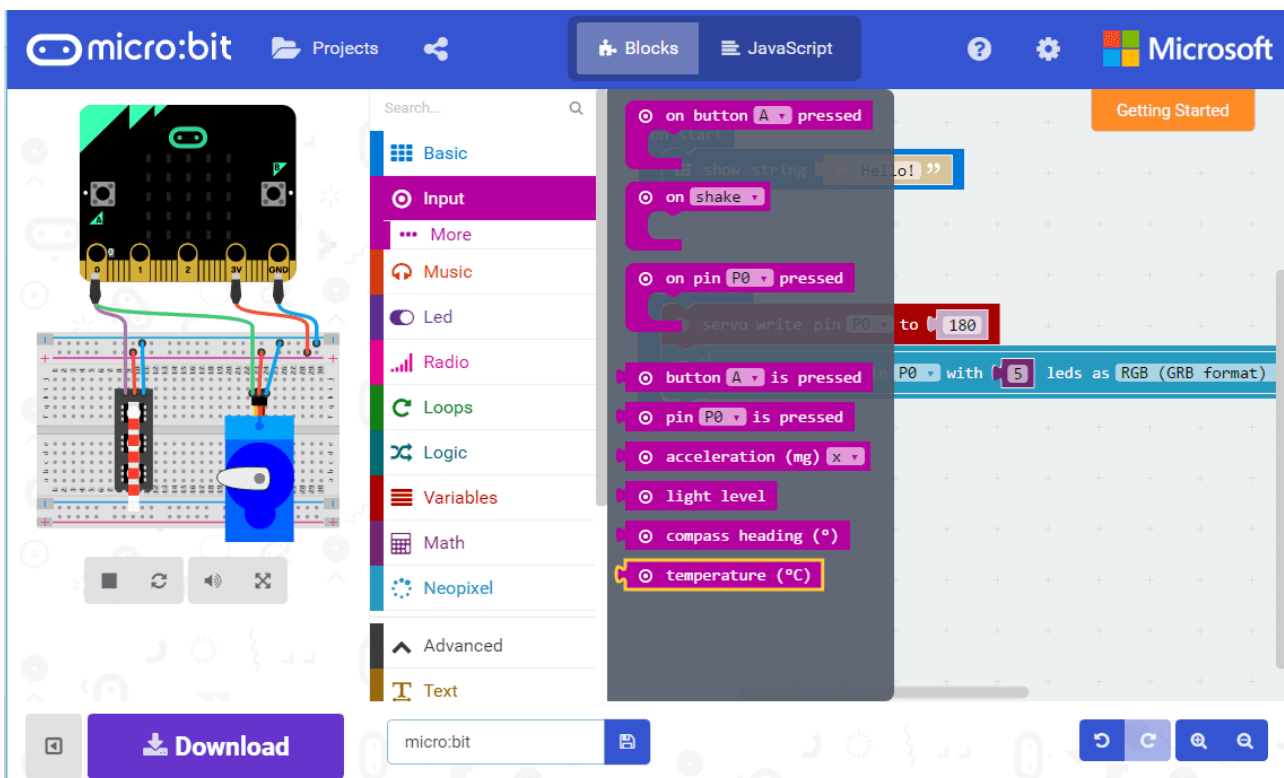 micro:bit
Projects
Blocks
JavaScript
Microsoft
Search...
Getting Started
Basic
Input
More
Music
Led
Radio
Loops
Logic
Variables
Math
Neopixel
Advanced
Text
on button A pressed
on start
show string Hello! ”
on shake
on pin P0 pressed
servo write pin P0 to 180
button A is pressed
P0 with 5 leds as RGB (GRB format)
pin P0 is pressed
acceleration (mg) x
light level
compass heading (º)
temperature (ºC)
A
B
0 1 2 3V GND
Download
micro:bit